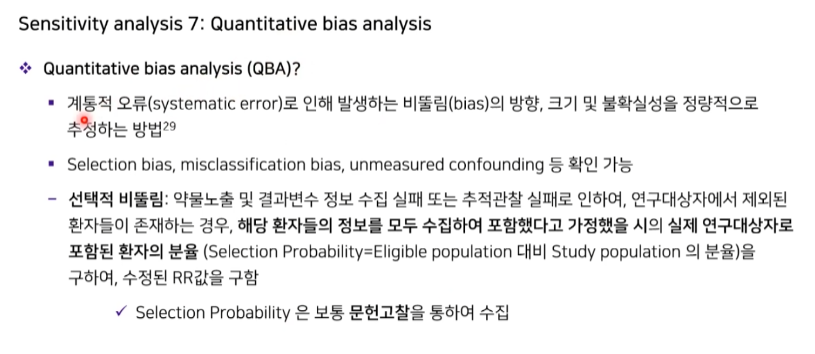 Sensitivity analysis 7: Quantitative bias analysis
❖ Quantitative bias analysis (QBA)?
▪ 계통적 오류(systematic error)로 인해 발생하는 비뚤림(bias)의 방향, 크기 및 불확실성을 정량적으로
추정하는 방법29
▪ Selection bias, misclassification bias, unmeasured confounding 등 확인 가능
– 선택적 비뚤림: 약물노출 및 결과변수 정보 수집 실패 또는 추적관찰 실패로 인하여, 연구대상자에서 제외된
환자들이 존재하는 경우, 해당 환자들의 정보를 모두 수집하여 포함했다고 가정했을 시의 실제 연구대상자로
포함된 환자의 분율 (Selection Probability=Eligible population 대비 Study population 의 분율)을
구하여, 수정된 RR값을 구함
✓ Selection Probability 은 보통 문헌고찰을 통하여 수집